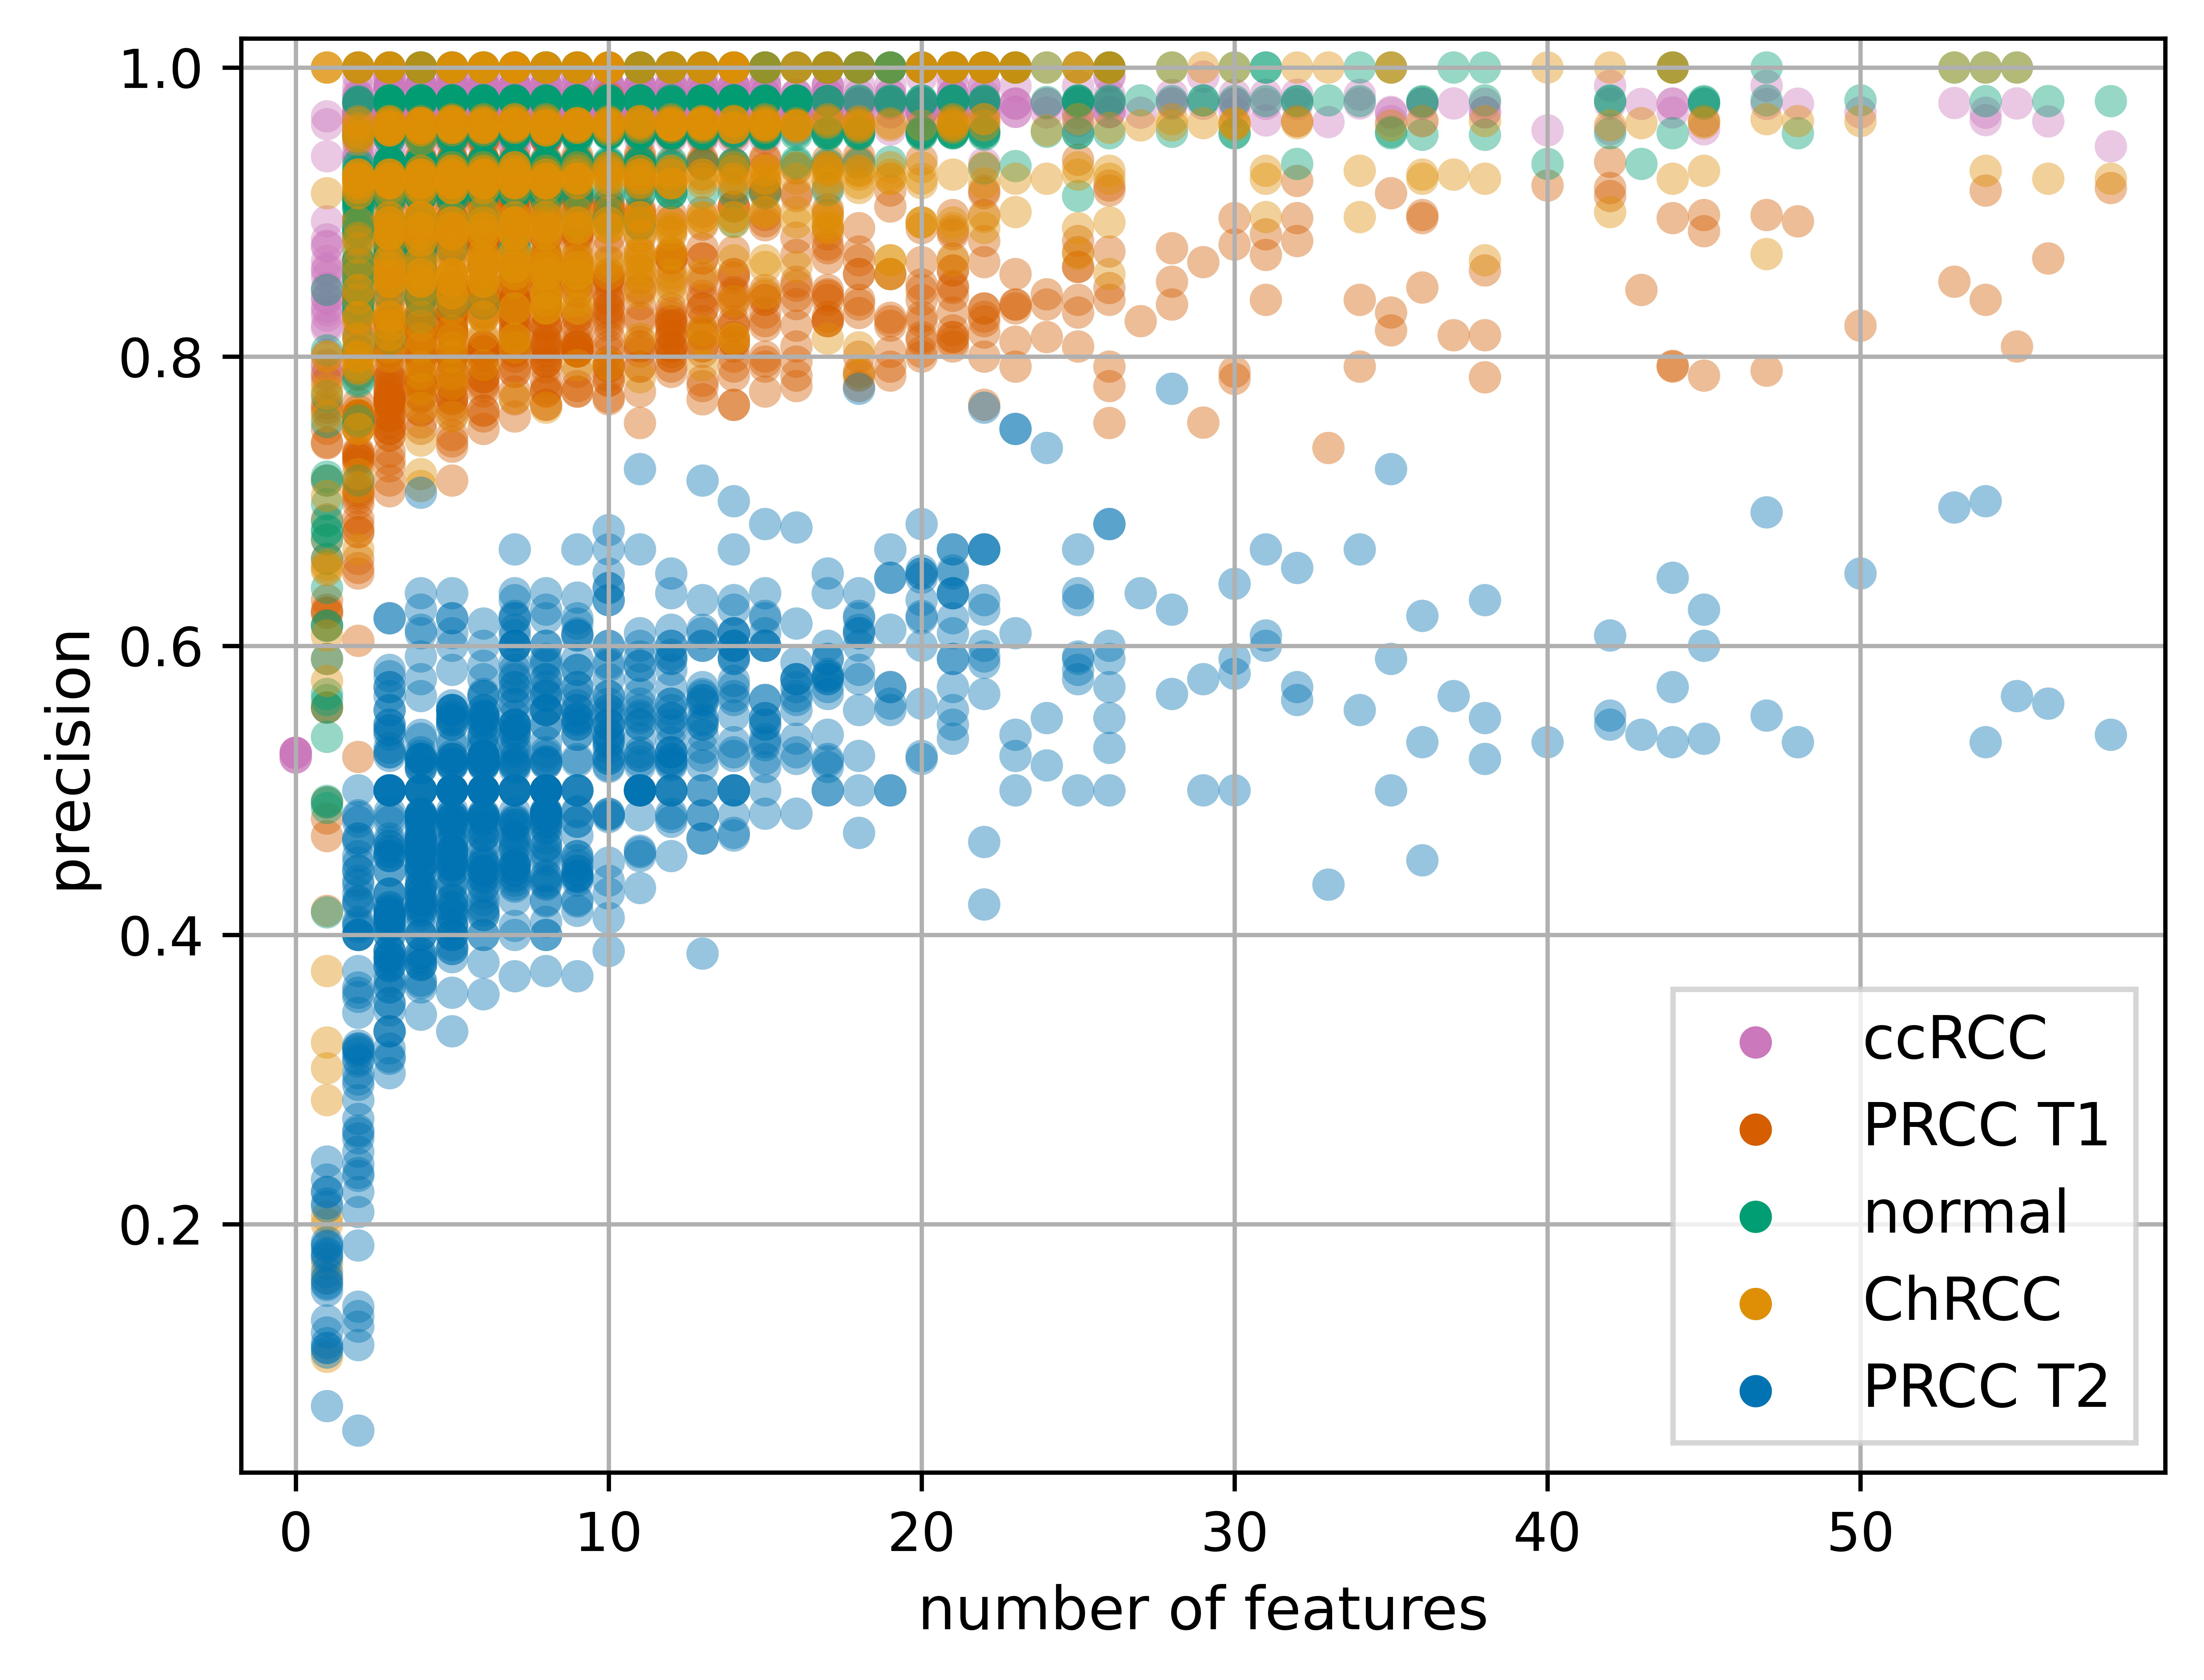 1.0
0.8
0.6
0.4
0.2
precision
0 10 20 30 40 50
number of features
ccRCC
PRCC T1
normal
ChRCC
PRCC T2